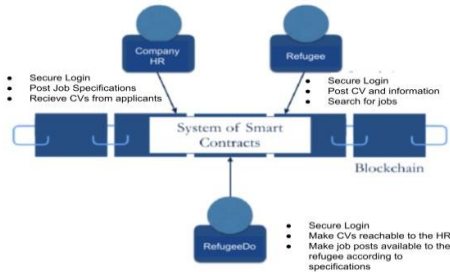 Company
HR
Refugee
• Secure Login
• Post Job Specifications
• Recieve CVs from applicants
• Secure Login
• Post CV and information
• Search for jobs
System of Smart
Contracts
Blockchain
RefugeeDo
• Secure Login
• Make CVs reachable to the HR
• Make job posts available to the
refugee according to
specifications